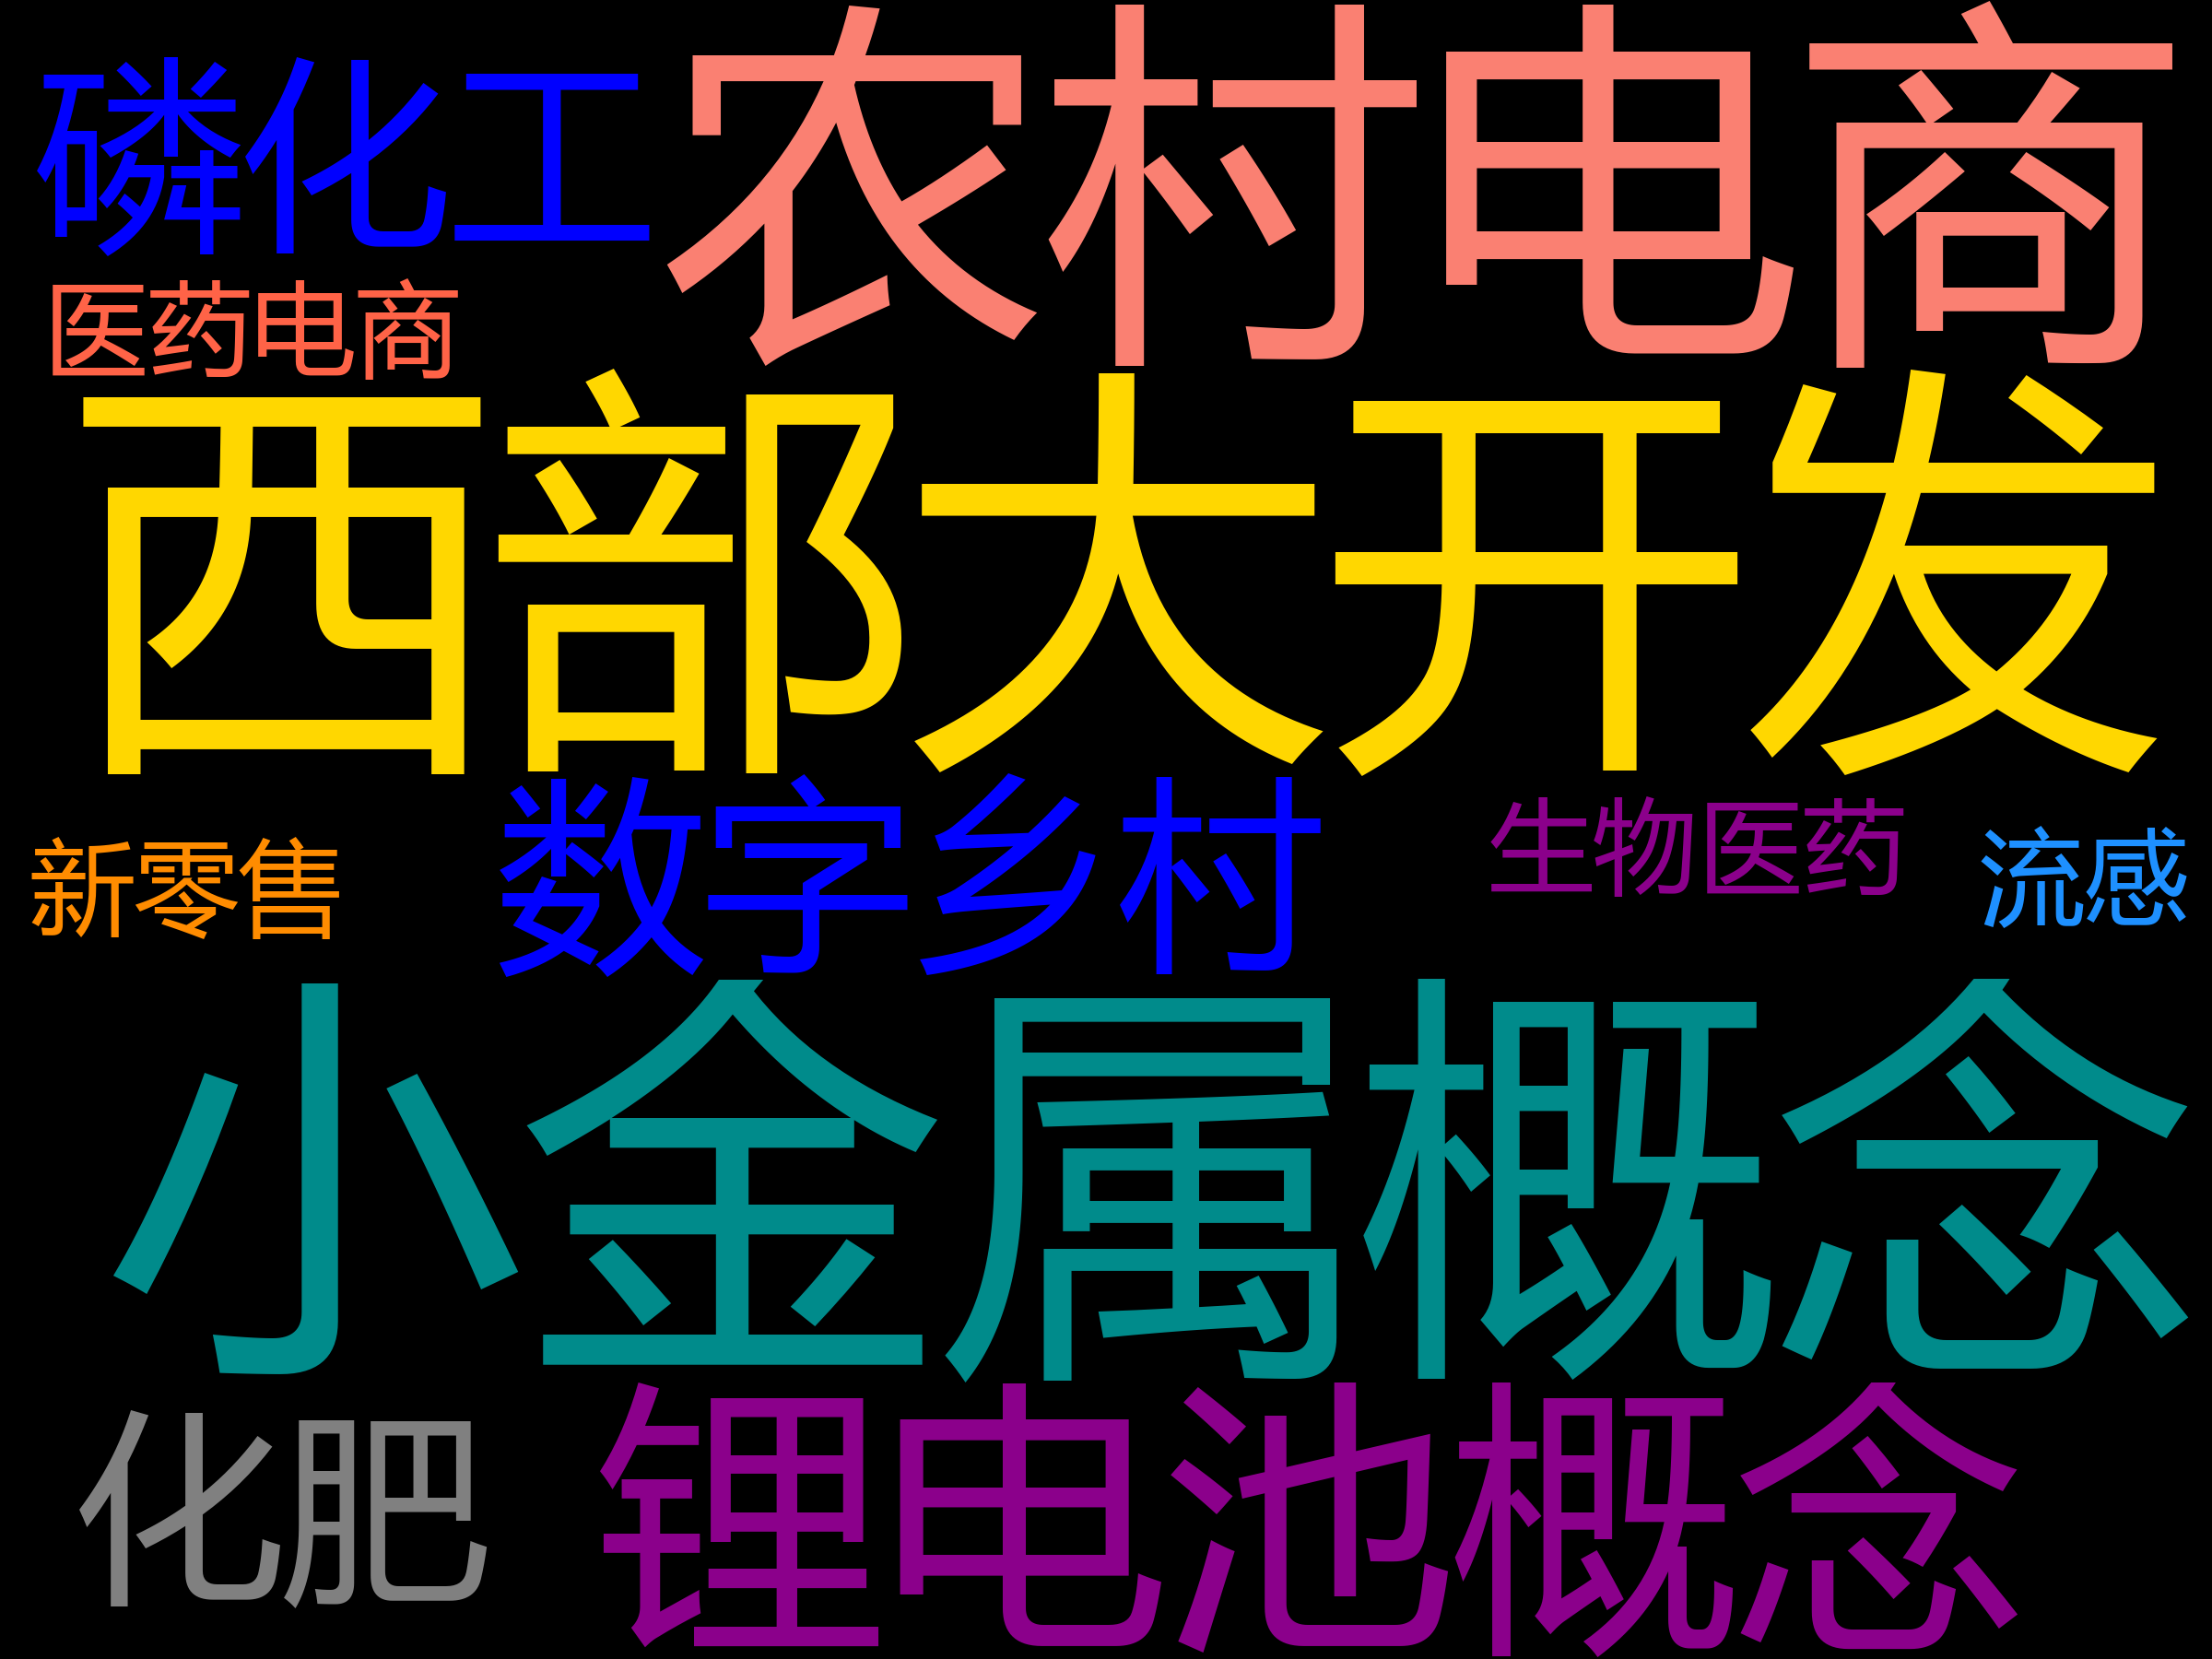 磷化工
农村电商
医药电商
西部大开发
新零售
数字乡村
生物医药
流感
小金属概念
化肥
锂电池概念